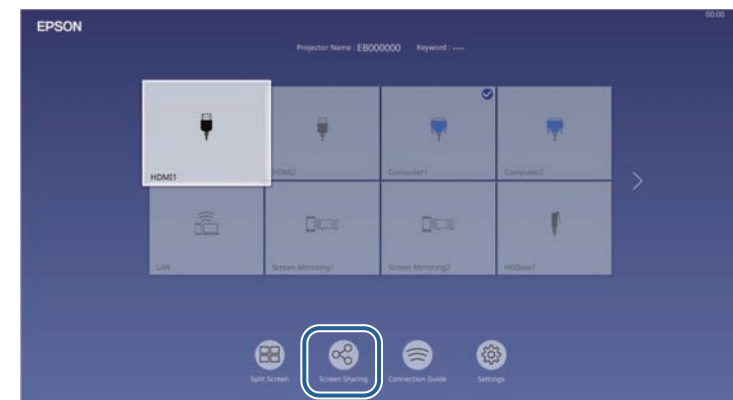 EPSON
00:00
Projector Name : EB000000 Keyword : ----
HDMI1
HDMI2
Computer1
Computer2
LAN
Screen Mirroring1
Screen Mirroring2
HDBaseT
Split Screen
Screen Sharing
Connection Guide
Settings